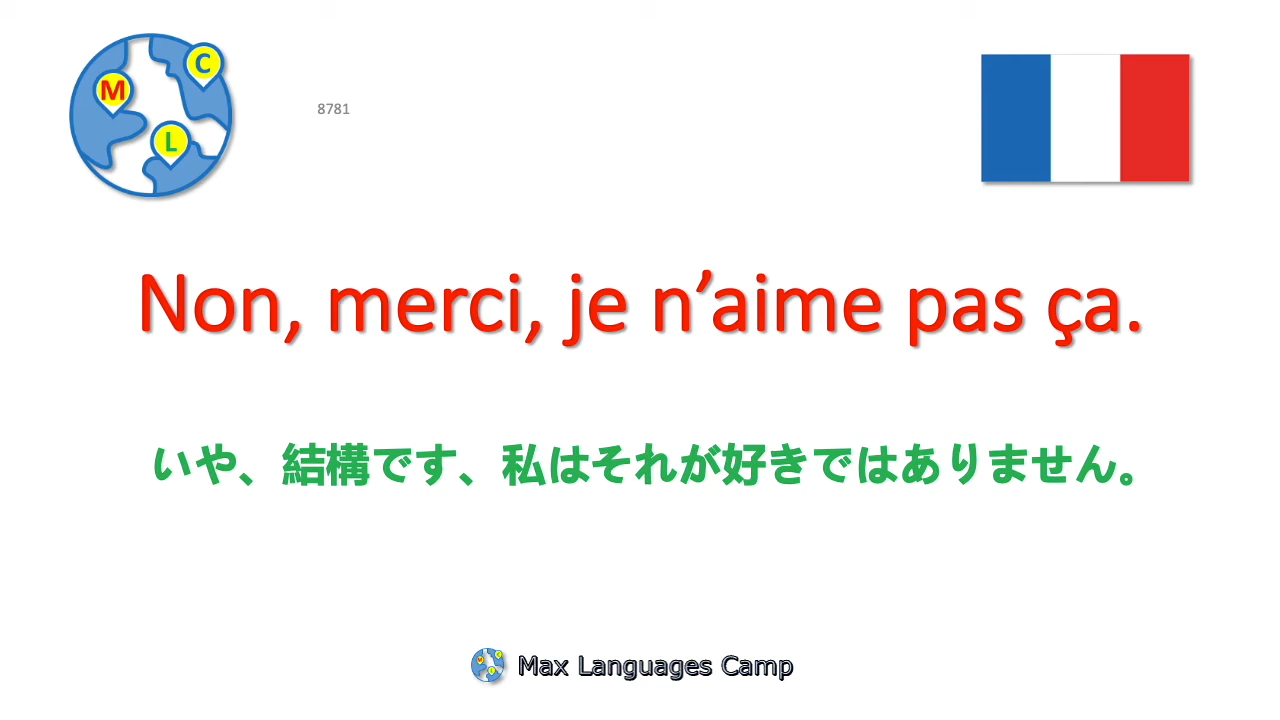 M
C
L
8781
Non, merci, je n’aime pas ça.
いや、結構です、私はそれが好きではありません。
Max Languages Camp